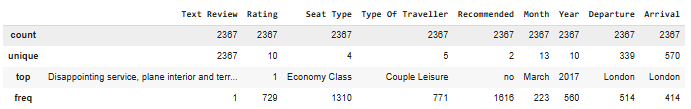 Text Review Rating Seat Type Type Of Traveller Recommended Month Year Departure Arrival
count 2367 2367 2367 2367 2367 2367 2367 2367 2367
unique 2367 10 4 5 2 13 10 339 570
top Disappointing service, plane interior and terr... 1 Economy Class Couple Leisure no March 2017 London London
freq 1 729 1310 771 1616 223 560 514 414